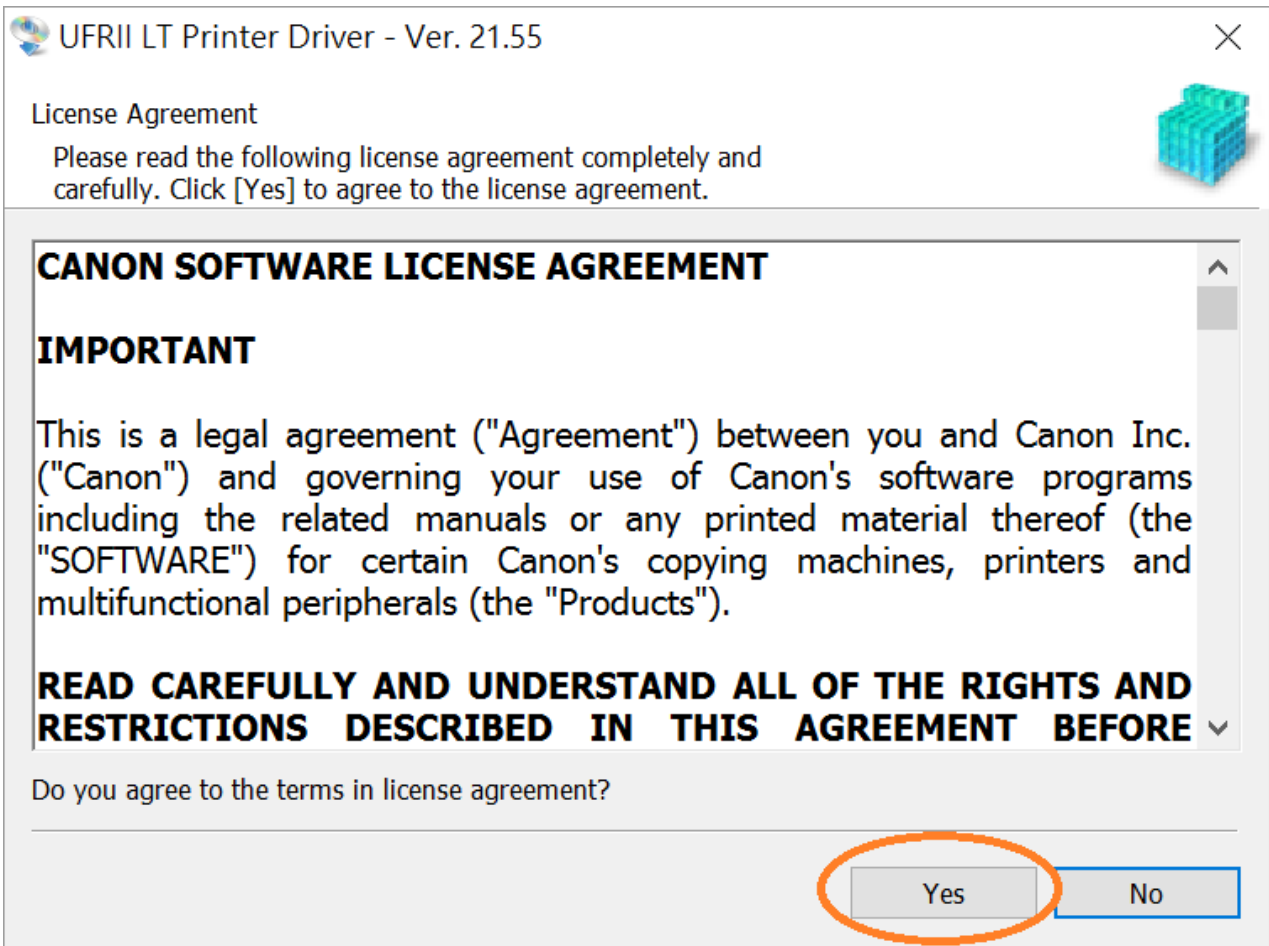 UFRII LT Printer Driver - Ver. 21.55
License Agreement
Please read the following license agreement completely and
carefully. Click [Yes] to agree to the license agreement.
CANON SOFTWARE LICENSE AGREEMENT
IMPORTANT
This is a legal agreement ("Agreement") between you and Canon Inc.
("Canon") and governing your use of Canon's software programs
including the related manuals or any printed material thereof (the
"SOFTWARE") for certain Canon's copying machines, printers and
multifunctional peripherals (the "Products").
READ CAREFULLY AND UNDERSTAND ALL OF THE RIGHTS AND
RESTRICTIONS DESCRIBED IN THIS AGREEMENT BEFORE
Do you agree to the terms in license agreement?
Yes
No